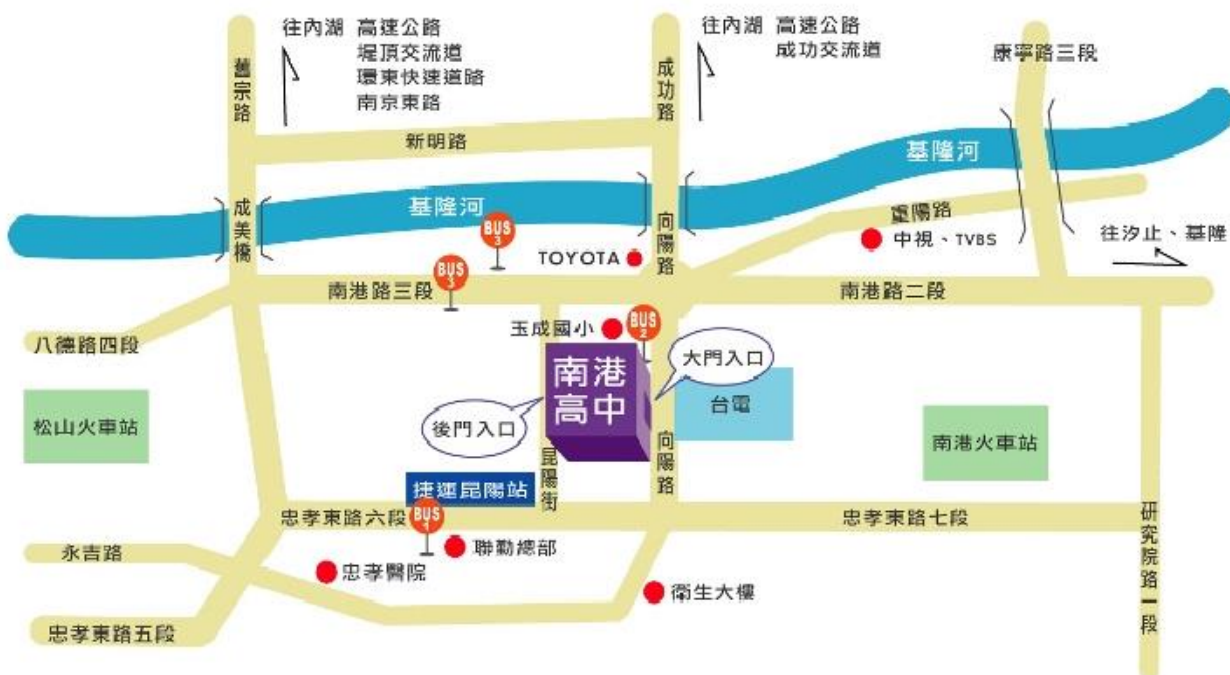 往內湖 高速公路
堤頂交流道
環東快速道路
南京東路
往內湖 高速公路
成功交流道
康寧路三段
舊宗路
成功路
新明路
基隆河
基隆河
成美橋
向陽路
重陽路
中視、TVBS
往汐止、基隆
BUS 3
TOYOTA
BUS 3
南港路三段
南港路二段
八德路四段
玉成國小
BUS 2
大門入口
南港
高中
台電
後門入口
松山火車站
南港火車站
昆陽街
向陽路
捷運昆陽站
忠孝東路六段
BUS 1
忠孝東路七段
研究院路一段
永吉路
聯勤總部
忠孝醫院
衛生大樓
忠孝東路五段